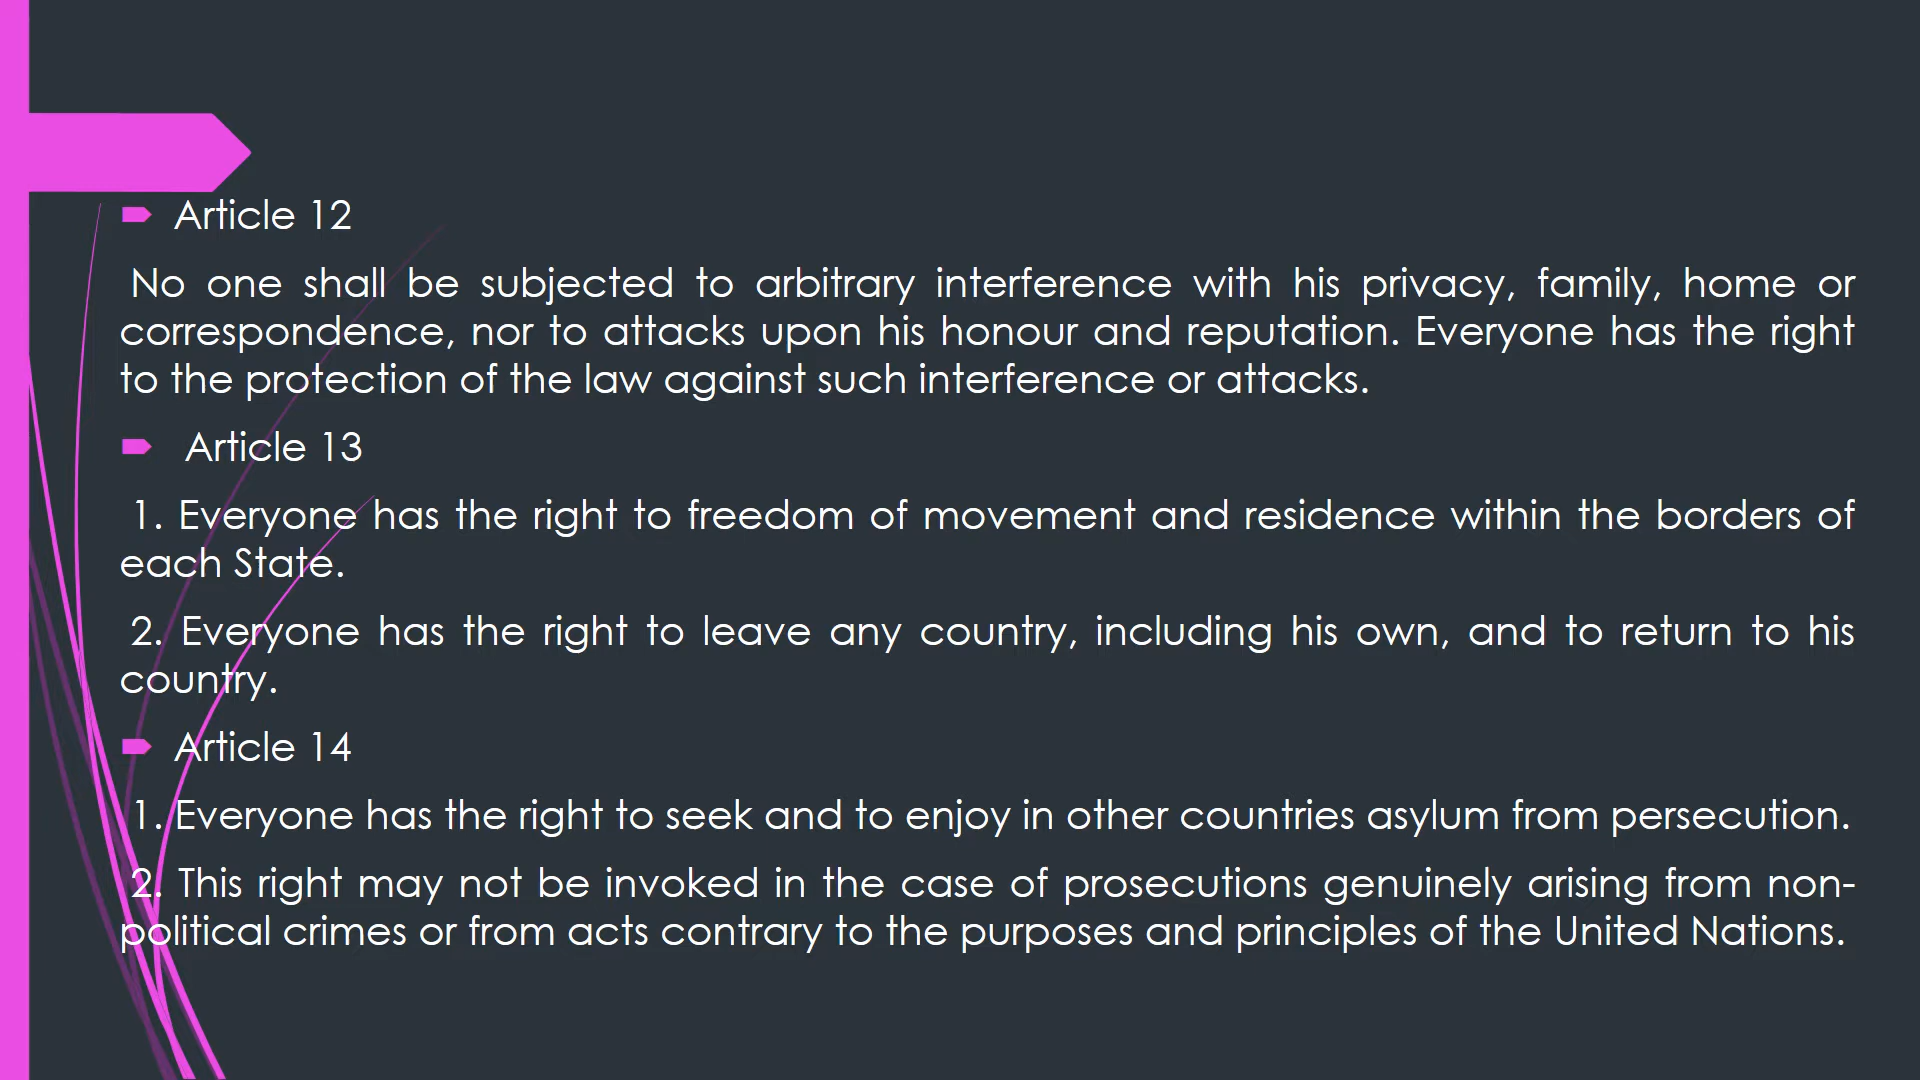 Article 12
No one shall be subjected to arbitrary interference with his privacy, family, home or
correspondence, nor to attacks upon his honour and reputation. Everyone has the right
to the protection of the law against such interference or attacks.
Article 13
1. Everyone has the right to freedom of movement and residence within the borders of
each State.
2. Everyone has the right to leave any country, including his own, and to return to his
country.
Article 14
1. Everyone has the right to seek and to enjoy in other countries asylum from persecution.
2. This right may not be invoked in the case of prosecutions genuinely arising from non-
political crimes or from acts contrary to the purposes and principles of the United Nations.